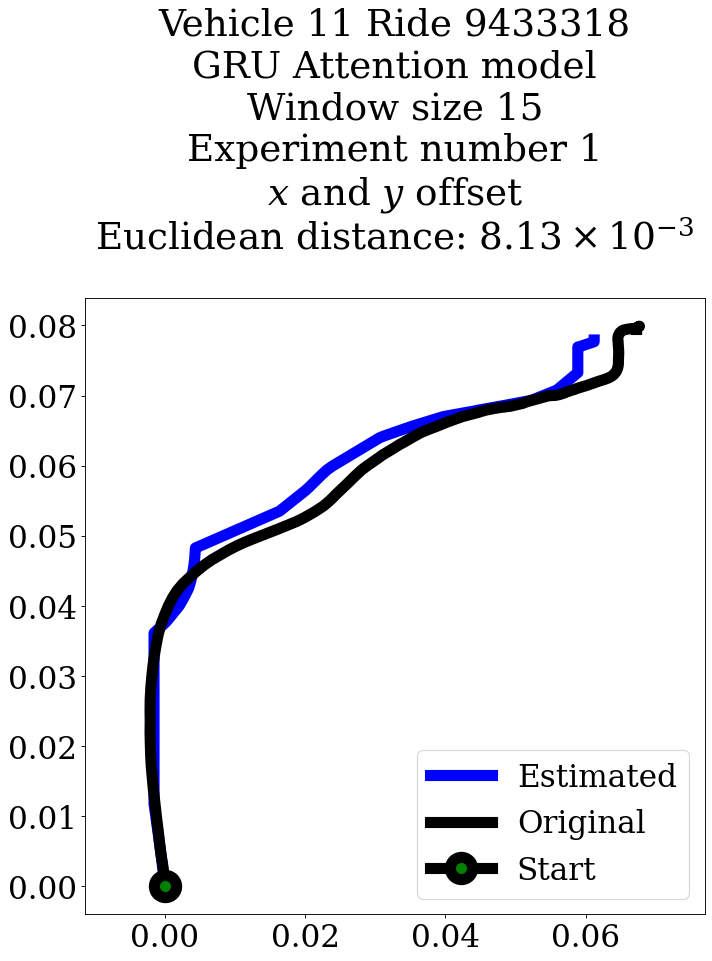 Vehicle 11 Ride 9433318
GRU Attention model
Window size 15
Experiment number 1
x and y offset
Euclidean distance: 8.13 × 10⁻³
0.08
0.07
0.06
0.05
0.04
0.03
0.02
0.01
0.00
Estimated
Original
Start
0.00 0.02 0.04 0.06